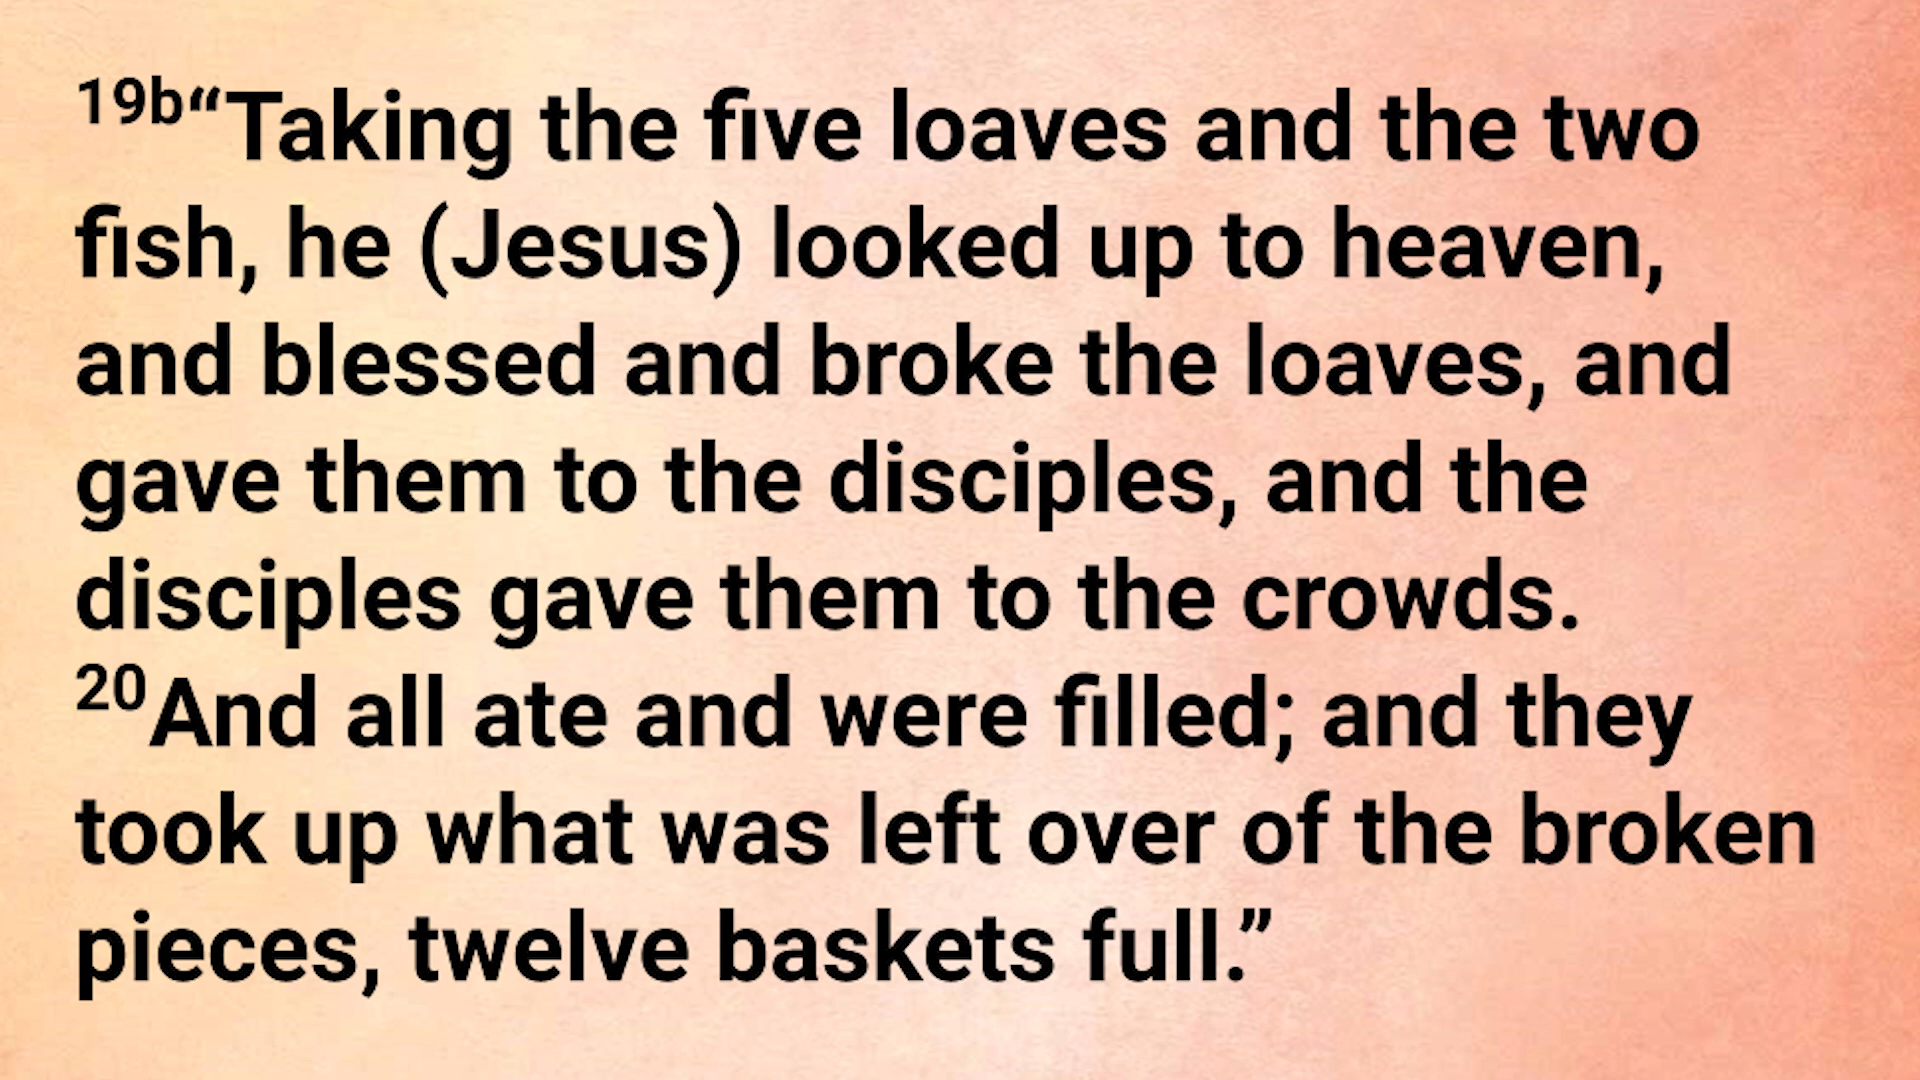 19b“Taking the five loaves and the two
fish, he (Jesus) looked up to heaven,
and blessed and broke the loaves, and
gave them to the disciples, and the
disciples gave them to the crowds.
20And all ate and were filled; and they
took up what was left over of the broken
pieces, twelve baskets full.”